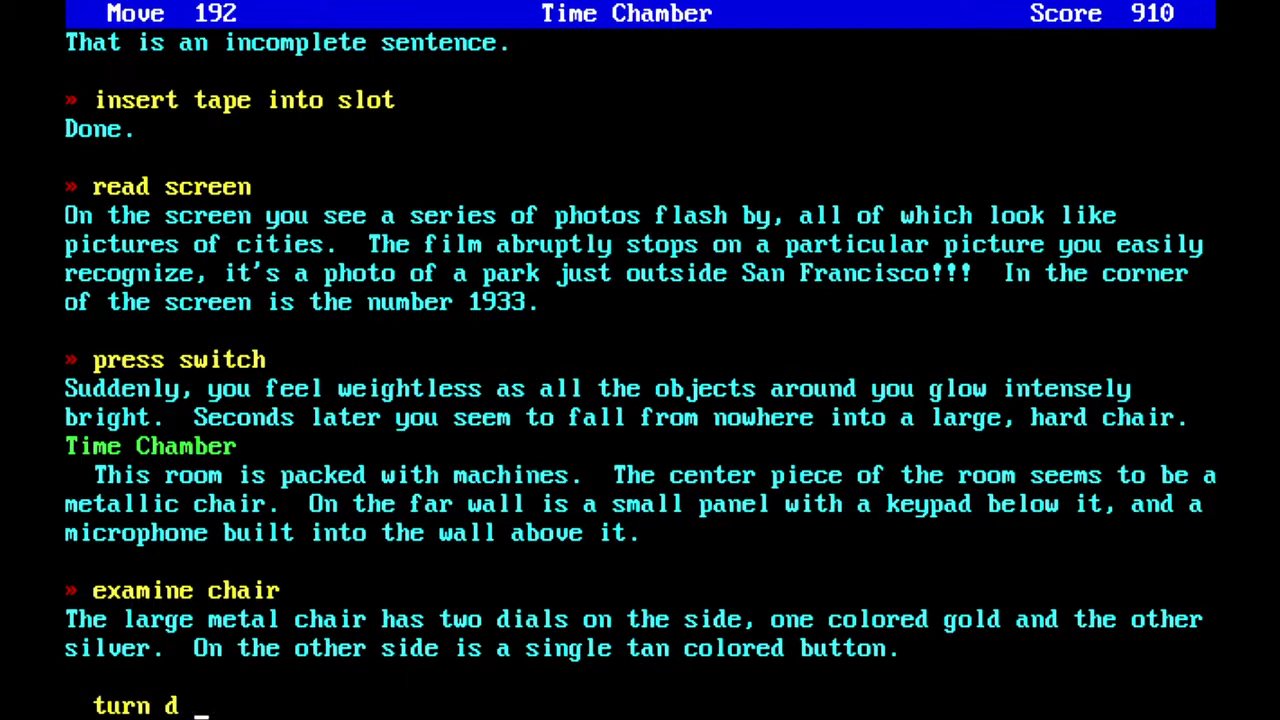 Move 192 Time Chamber Score 910
That is an incomplete sentence.
» insert tape into slot
Done.
» read screen
On the screen you see a series of photos flash by, all of which look like
pictures of cities. The film abruptly stops on a particular picture you easily
recognize, it's a photo of a park just outside San Francisco!!! In the corner
of the screen is the number 1933.
» press switch
Suddenly, you feel weightless as all the objects around you glow intensely
bright. Seconds later you seem to fall from nowhere into a large, hard chair.
Time Chamber
This room is packed with machines. The center piece of the room seems to be a
metallic chair. On the far wall is a small panel with a keypad below it, and a
microphone built into the wall above it.
» examine chair
The large metal chair has two dials on the side, one colored gold and the other
silver. On the other side is a single tan colored button.
turn d _